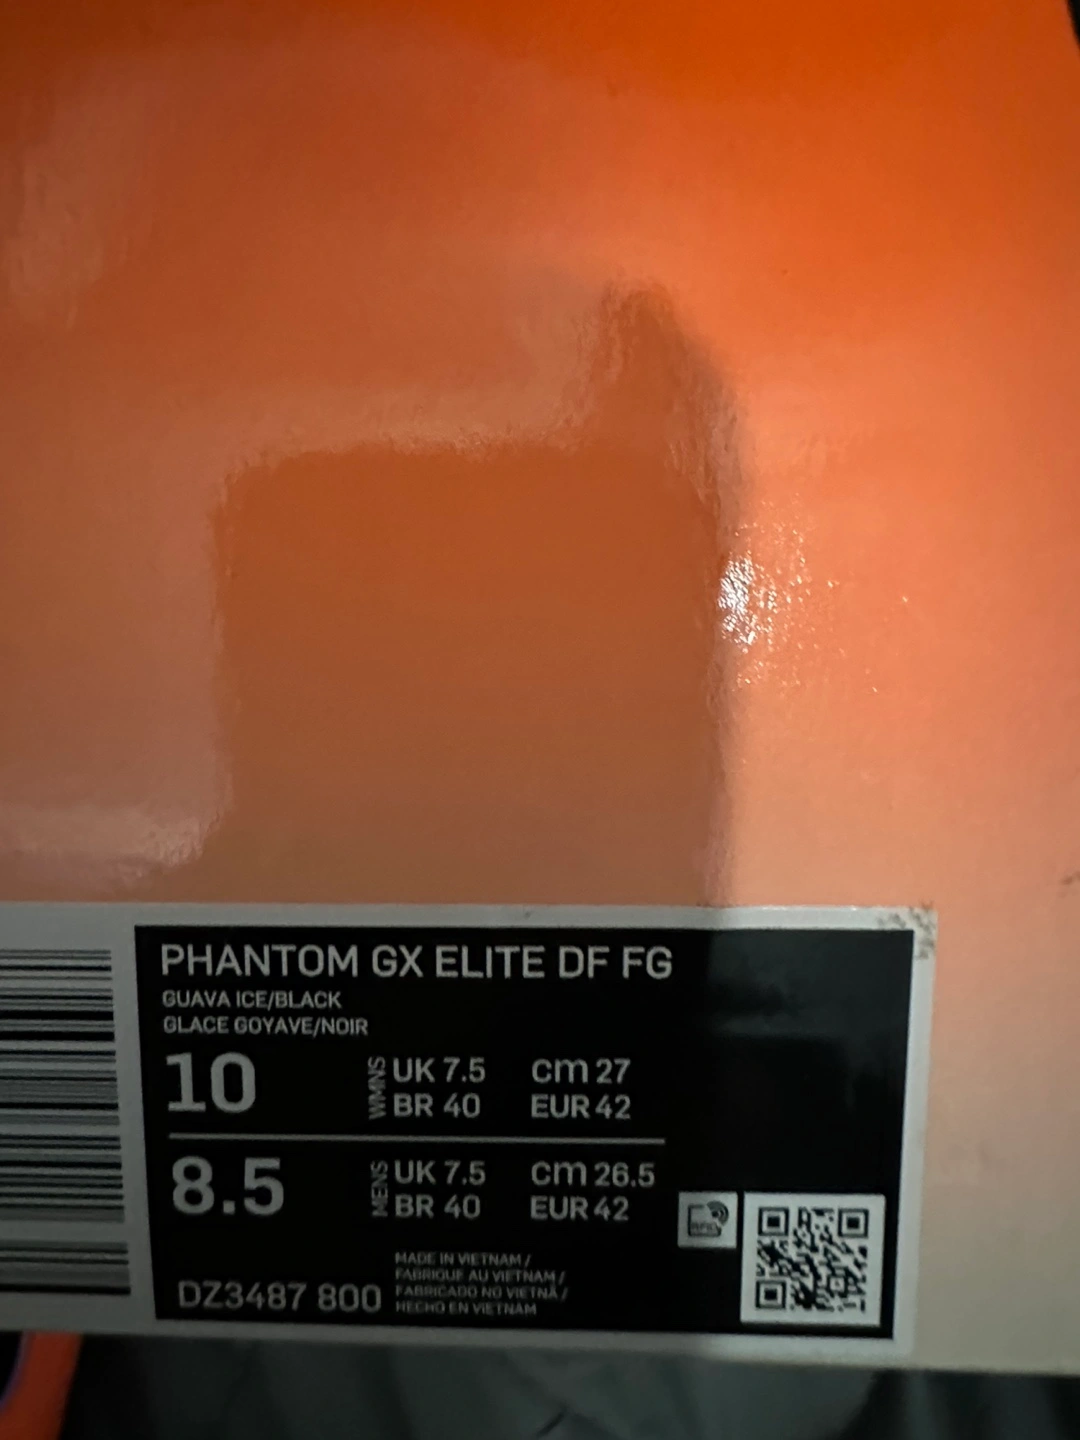 PHANTOM GX ELITE DF FG
GUAVA ICE/BLACK
GLACE GOYAVE/NOIR
10 WMNS UK 7.5 cm 27
BR 40 EUR 42
8.5 MENS UK 7.5 cm 26.5
BR 40 EUR 42
RFID
MADE IN VIETNAM /
FABRIQUE AU VIETNAM /
FABRICADO NO VIETNÃ /
HECHO EN VIETNAM
DZ3487 800